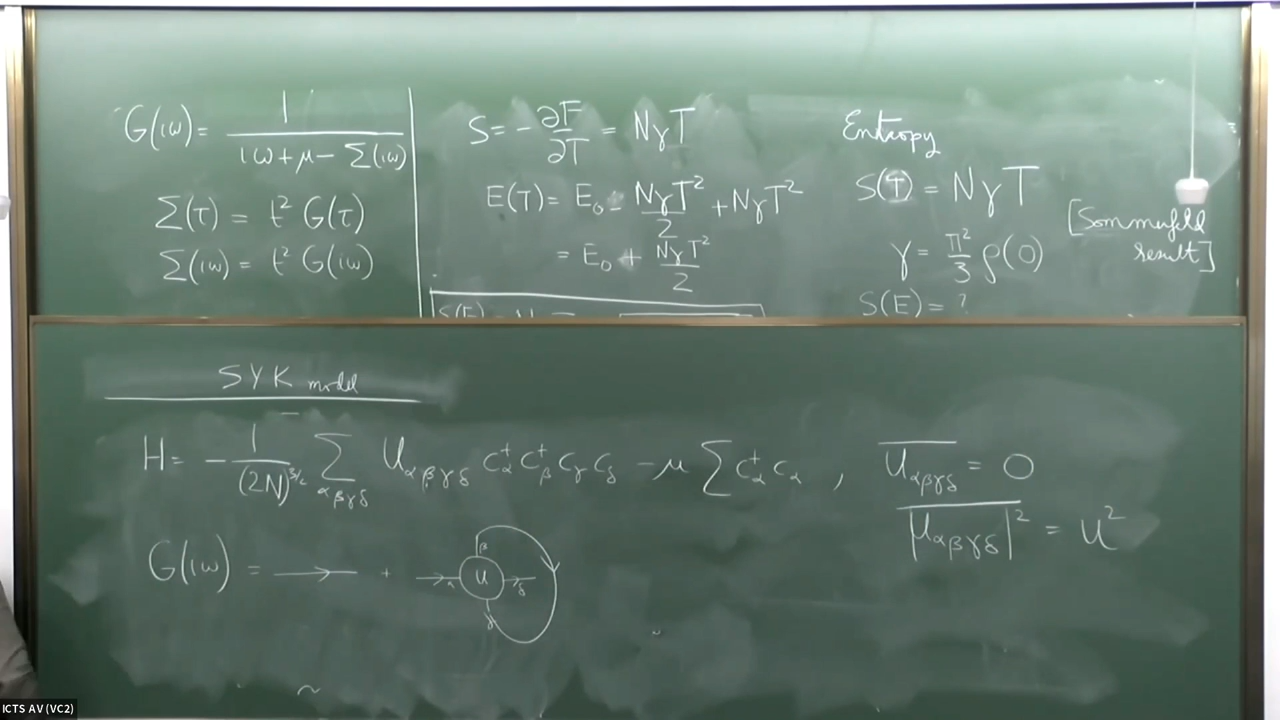 G(iω) = 1 / (iω + μ − Σ(iω))
Σ(τ) = t² G(τ)
Σ(iω) = t² G(iω)
S = − ∂F/∂T = NγT
E(T) = E₀ − NγT²/2 + NγT²
= E₀ + NγT²/2
Entropy
S(T) = NγT
[Sommerfeld result]
γ = π²/3 ρ(0)
S(E) = ?
SYK model
H = − 1/(2N)^{3/2} Σ_{αβγδ} U_{αβγδ} c†_α c†_β c_γ c_δ − μ Σ c†_α c_α , \overline{U_{αβγδ}} = 0
\overline{|U_{αβγδ}|²} = U²
G(iω) = +
β
U
α
δ
γ
ICTS AV (VC2)